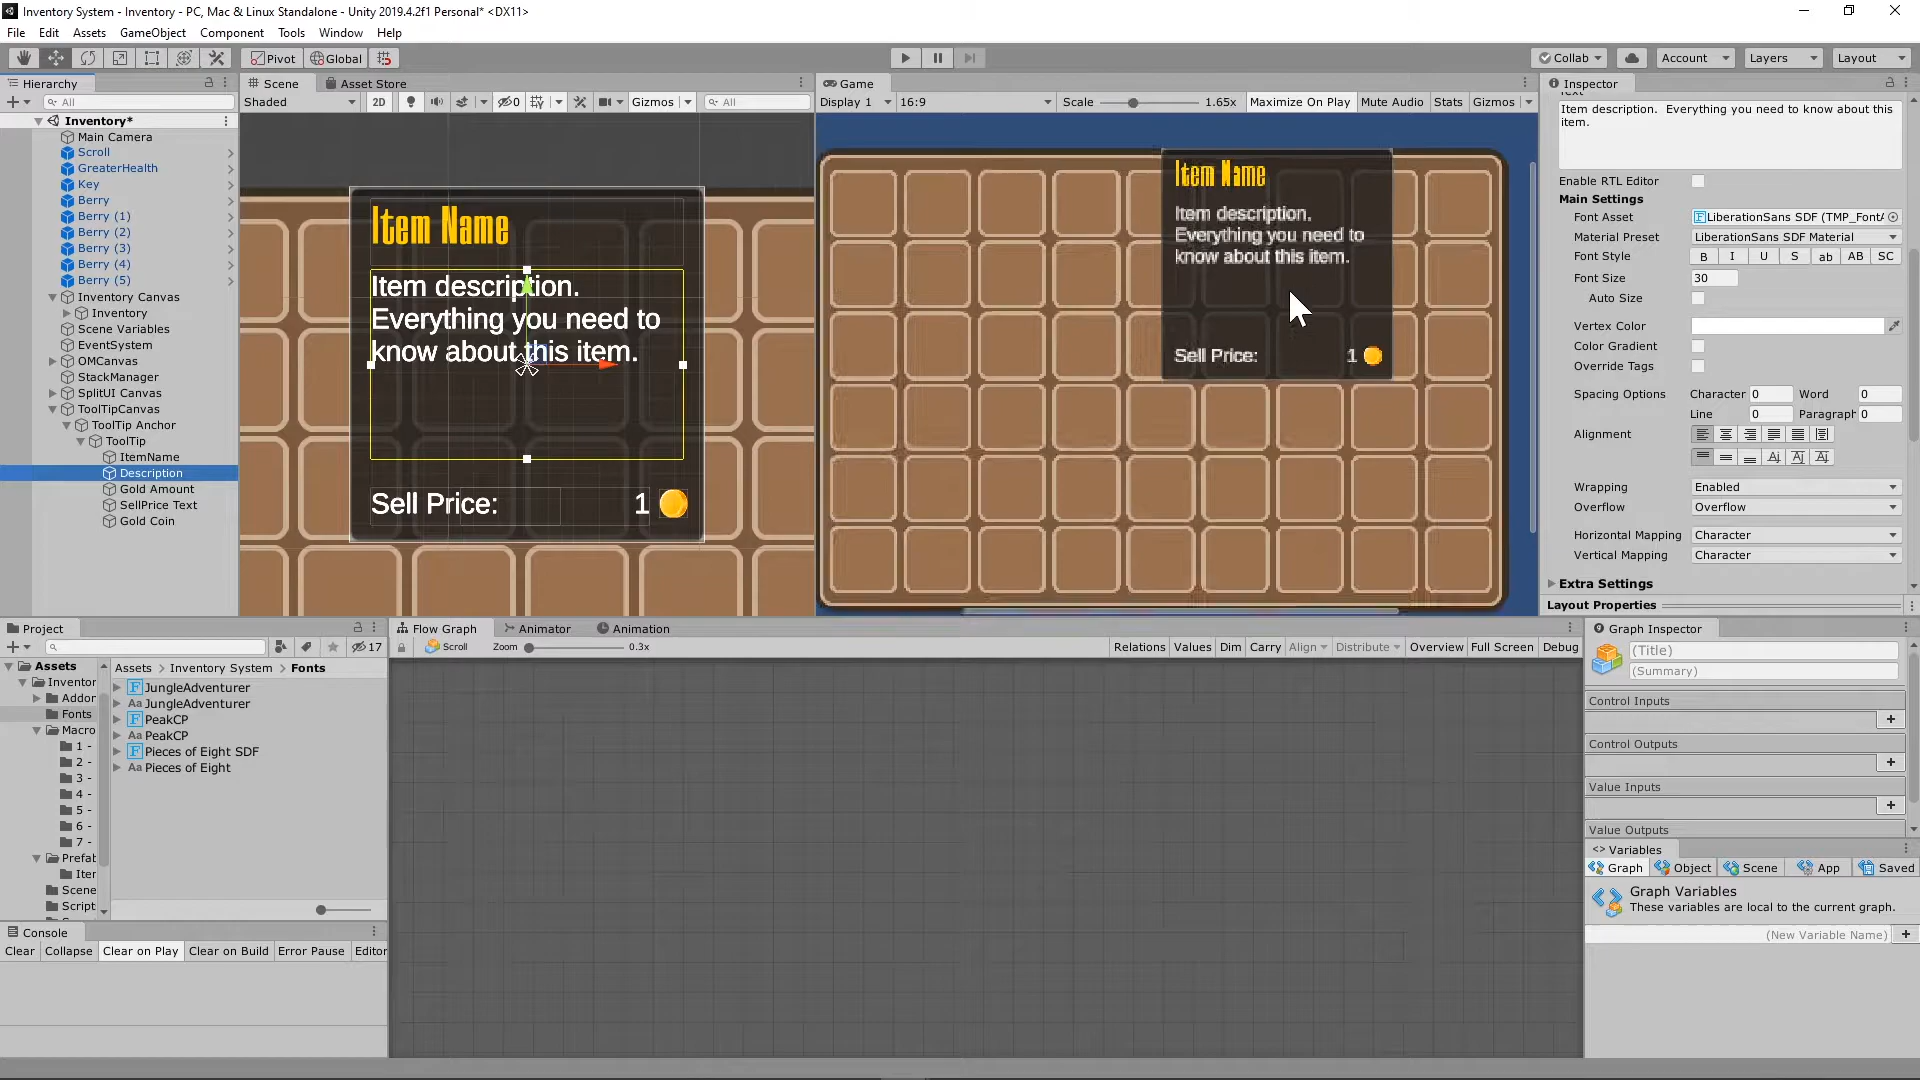 Inventory System - Inventory - PC, Mac & Linux Standalone - Unity 2019.4.2f1 Personal* <DX11>
File Edit Assets GameObject Component Tools Jobs Window Help
Pivot Global
Collab Account Layers Layout
Hierarchy
All
Inventory*
Main Camera
Scroll
GreaterHealth
Key
Berry
Berry (1)
Berry (2)
Berry (3)
Berry (4)
Berry (5)
Inventory Canvas
Inventory
Scene Variables
EventSystem
OMCanvas
StackManager
SplitUI Canvas
ToolTipCanvas
ToolTip Anchor
ToolTip
ItemName
Description
Gold Amount
SellPrice Text
Gold Coin
Scene Asset Store
Shaded 2D 0 Gizmos All
Item Name
Item description.
Everything you need to
know about this item.
Sell Price: 1
Game
Display 1 16:9 Scale 1.65x Maximize On Play Mute Audio Stats Gizmos
Item Name
Item description.
Everything you need to
know about this item.
Sell Price: 1
Inspector
Item description.  Everything you need to know about this
item.
Enable RTL Editor
Main Settings
Font Asset LiberationSans SDF (TMP_FontA
Material Preset LiberationSans SDF Material
Font Style B I U S ab AB SC
Font Size 30
Auto Size
Vertex Color
Color Gradient
Override Tags
Spacing Options Character 0 Word 0
Line 0 Paragraph 0
Alignment
Wrapping Enabled
Overflow Overflow
Horizontal Mapping Character
Vertical Mapping Character
Extra Settings
Layout Properties
Project
17
Assets
Inventor
Addor
Fonts
Macro
1 -
2 -
3 -
4 -
5 -
6 -
7 -
Prefab
Iter
Scene
Script
Assets > Inventory System > Fonts
JungleAdventurer
Aa JungleAdventurer
PeakCP
Aa PeakCP
Pieces of Eight SDF
Aa Pieces of Eight
Console
Clear Collapse Clear on Play Clear on Build Error Pause Editor
Flow Graph Animator Animation
Scroll Zoom 0.3x Relations Values Dim Carry Align Distribute Overview Full Screen Debug
Graph Inspector
(Title)
(Summary)
Control Inputs
Control Outputs
Value Inputs
Value Outputs
<> Variables
Graph Object Scene App Saved
Graph Variables
These variables are local to the current graph.
(New Variable Name)